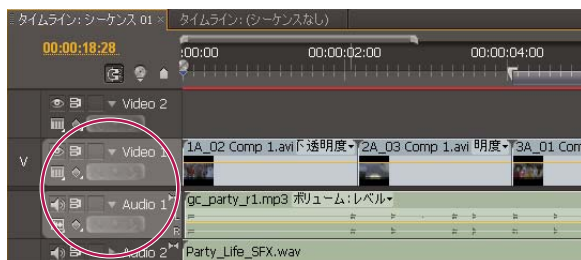 タイムライン: シーケンス 01 × タイムライン: (シーケンスなし)
00:00:18:28 :00:00 00:00:02:00 00:00:04:00
Video 2
V Video 1 1A_02 Comp 1.avi 下透明度 2A_03 Comp 1.avi 明度 3A_01 Com
Audio 1 gc_party_r1.mp3 ボリューム:レベル
R
Audio 2 Party_Life_SFX.wav